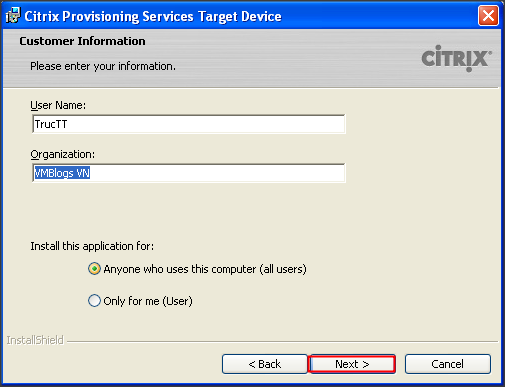 Citrix Provisioning Services Target Device
Customer Information
Please enter your information.
CITRIX
User Name:
TrucTT
Organization:
VMBlogs VN
Install this application for:
Anyone who uses this computer (all users)
Only for me (User)
InstallShield
< Back
Next >
Cancel